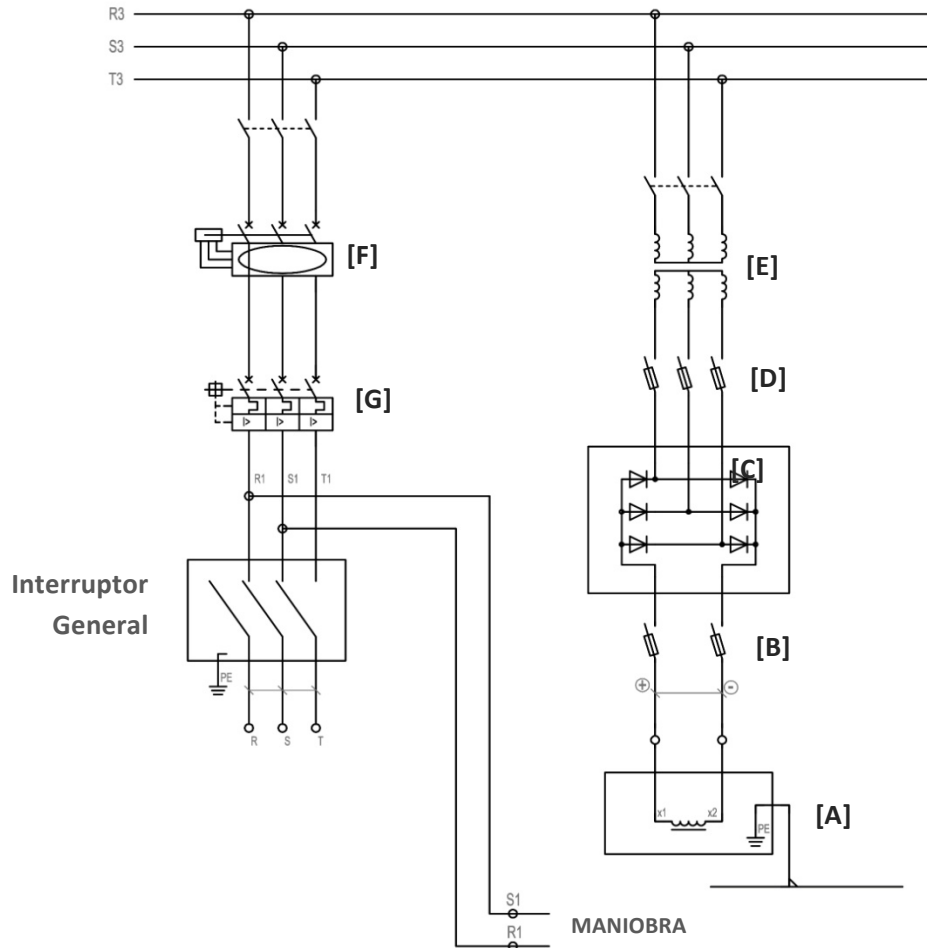 R3
S3
T3
[F]
[E]
[G]
[D]
I>
I>
I>
[C]
R1
S1
T1
Interruptor
General
[B]
PE
+
-
R
S
T
x1
x2
PE
[A]
S1
R1
MANIOBRA